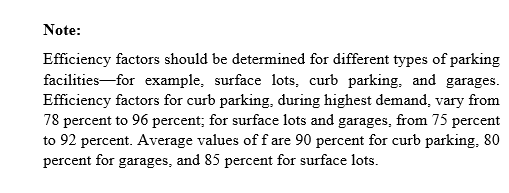 Note:
Efficiency factors should be determined for different types of parking
facilities—for example, surface lots, curb parking, and garages.
Efficiency factors for curb parking, during highest demand, vary from
78 percent to 96 percent; for surface lots and garages, from 75 percent
to 92 percent. Average values of f are 90 percent for curb parking, 80
percent for garages, and 85 percent for surface lots.